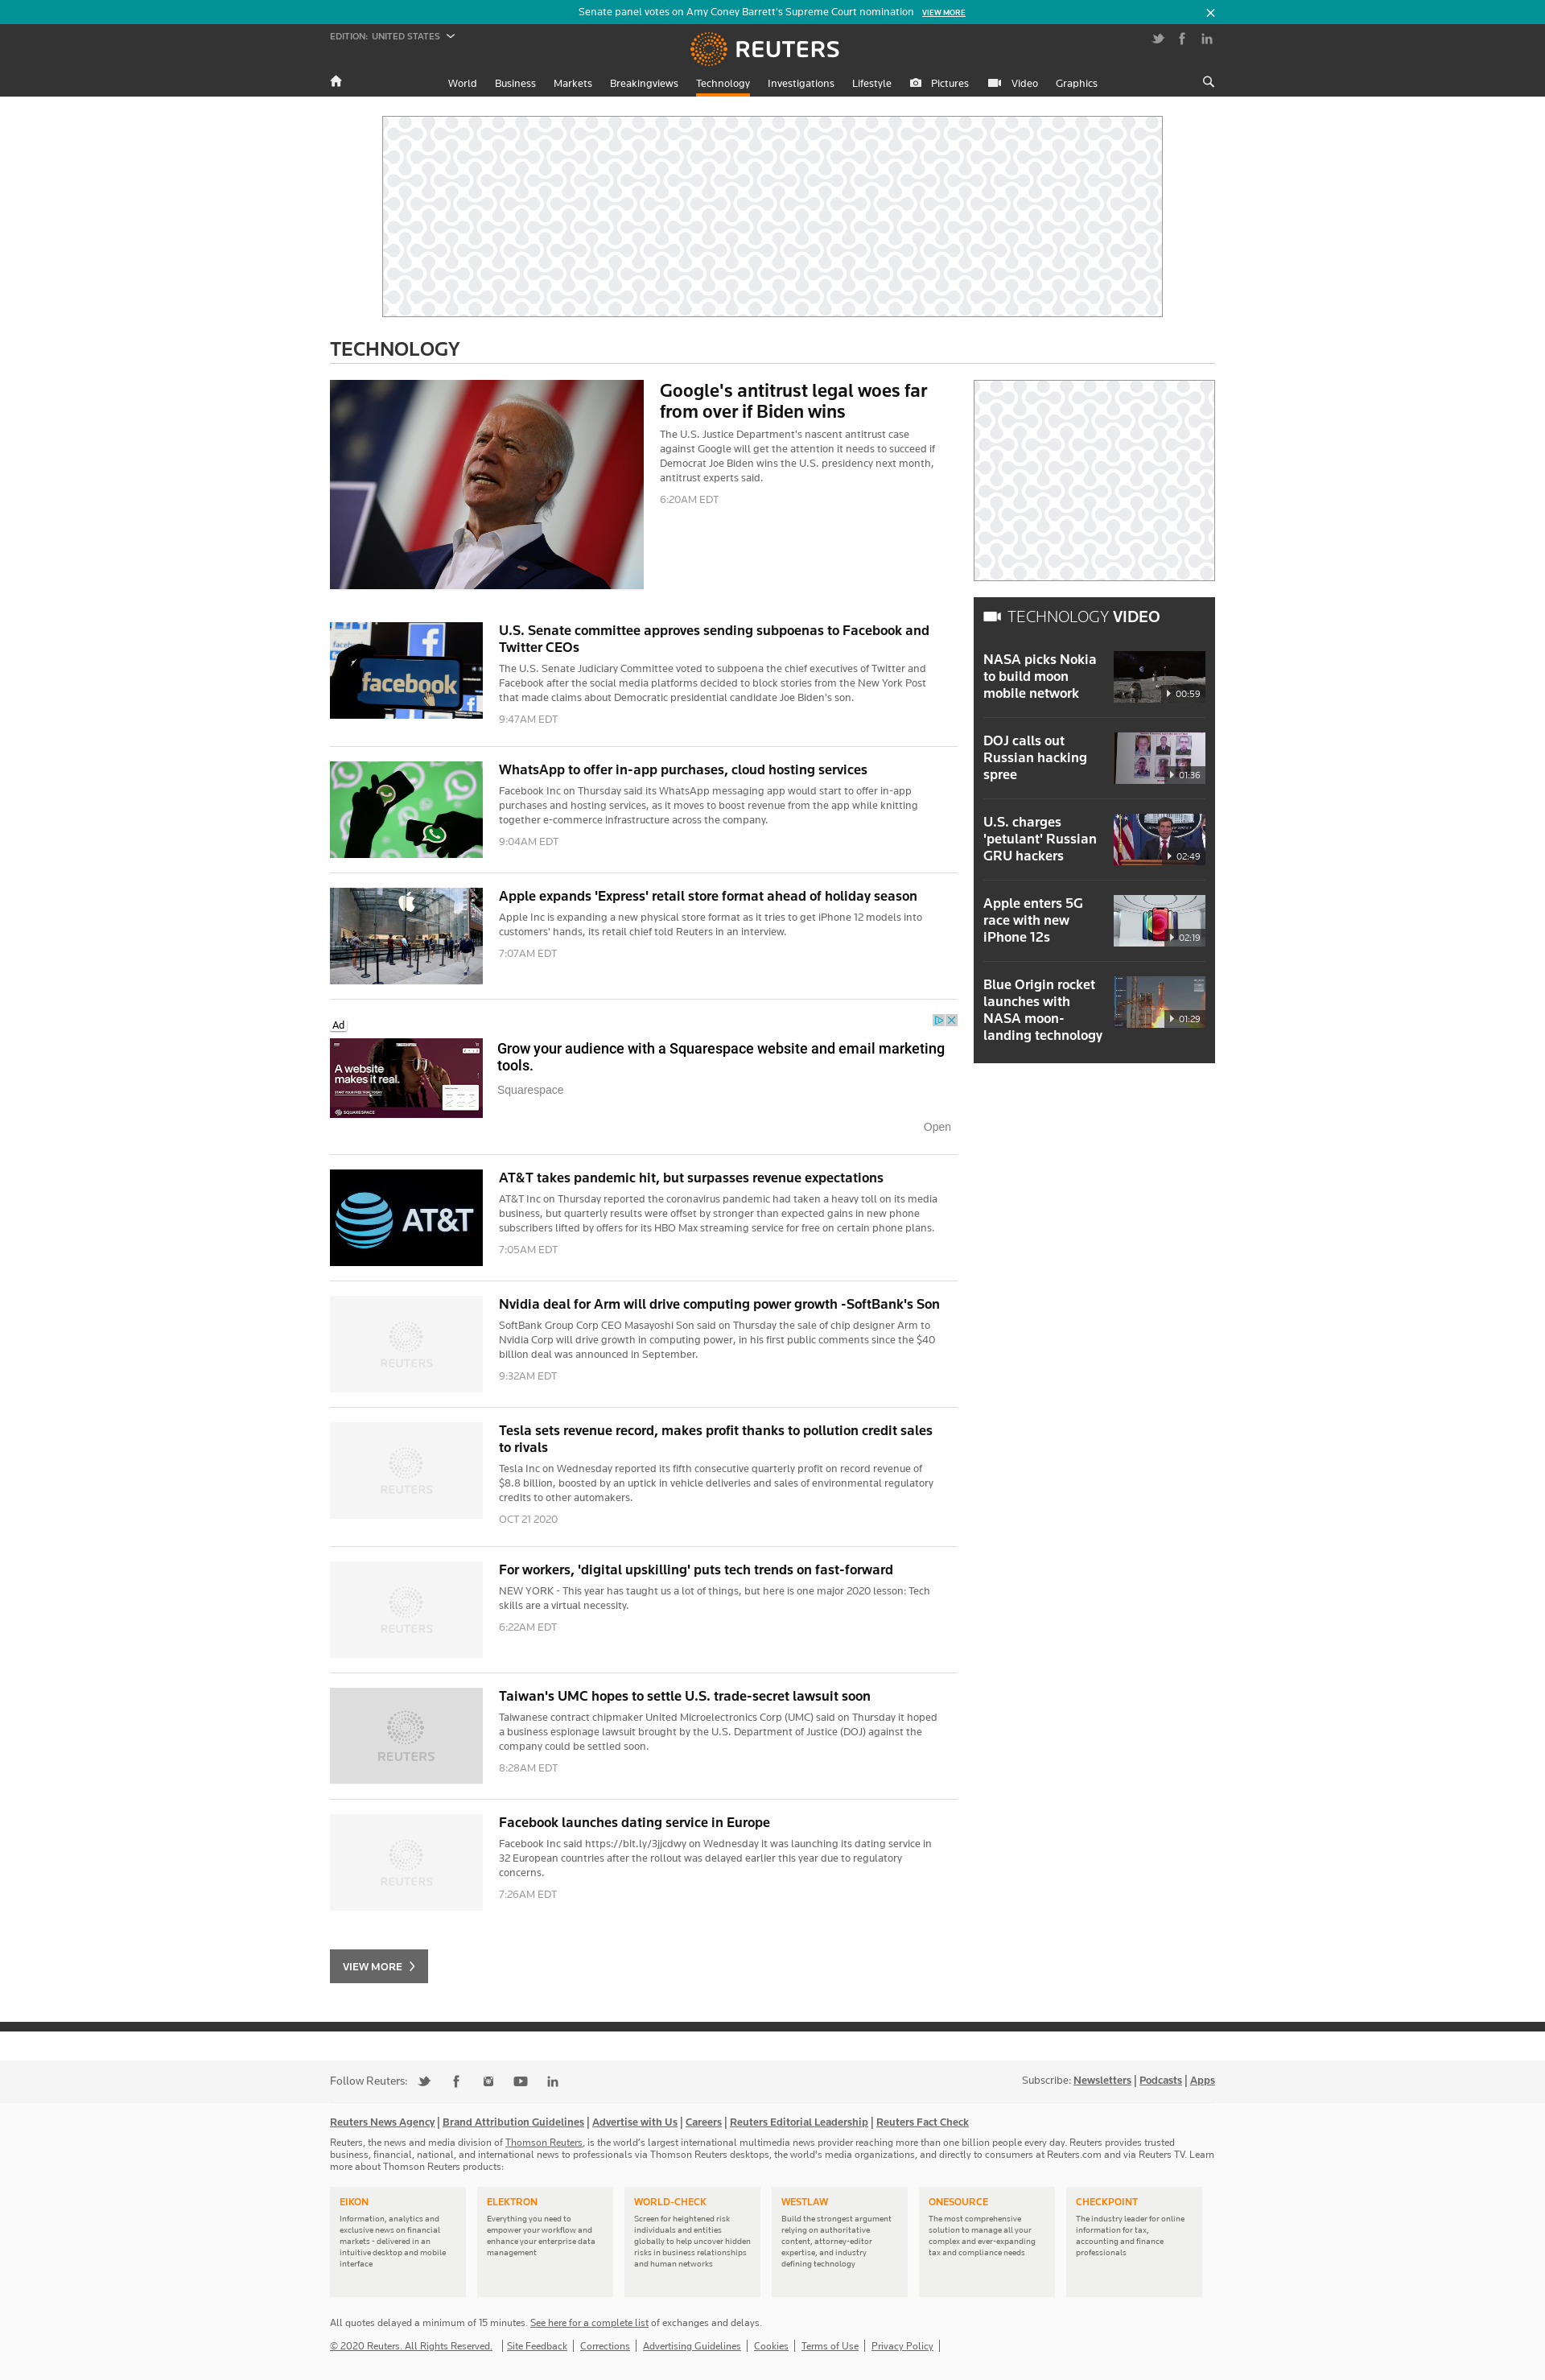 Senate panel votes on Amy Coney Barrett's Supreme Court nomination VIEW MORE
EDITION: UNITED STATES
REUTERS
World Business Markets Breakingviews Technology Investigations Lifestyle Pictures Video Graphics
TECHNOLOGY
Google's antitrust legal woes far
from over if Biden wins
The U.S. Justice Department's nascent antitrust case
against Google will get the attention it needs to succeed if
Democrat Joe Biden wins the U.S. presidency next month,
antitrust experts said.
6:20AM EDT
facebook
U.S. Senate committee approves sending subpoenas to Facebook and
Twitter CEOs
The U.S. Senate Judiciary Committee voted to subpoena the chief executives of Twitter and
Facebook after the social media platforms decided to block stories from the New York Post
that made claims about Democratic presidential candidate Joe Biden's son.
9:47AM EDT
WhatsApp to offer in-app purchases, cloud hosting services
Facebook Inc on Thursday said its WhatsApp messaging app would start to offer in-app
purchases and hosting services, as it moves to boost revenue from the app while knitting
together e-commerce infrastructure across the company.
9:04AM EDT
Apple expands 'Express' retail store format ahead of holiday season
Apple Inc is expanding a new physical store format as it tries to get iPhone 12 models into
customers' hands, its retail chief told Reuters in an interview.
7:07AM EDT
Ad
A website
makes it real.
START YOUR FREE TRIAL TODAY
SQUARESPACE
Grow your audience with a Squarespace website and email marketing
tools.
Squarespace
Open
AT&T
AT&T takes pandemic hit, but surpasses revenue expectations
AT&T Inc on Thursday reported the coronavirus pandemic had taken a heavy toll on its media
business, but quarterly results were offset by stronger than expected gains in new phone
subscribers lifted by offers for its HBO Max streaming service for free on certain phone plans.
7:05AM EDT
REUTERS
Nvidia deal for Arm will drive computing power growth -SoftBank's Son
SoftBank Group Corp CEO Masayoshi Son said on Thursday the sale of chip designer Arm to
Nvidia Corp will drive growth in computing power, in his first public comments since the $40
billion deal was announced in September.
9:32AM EDT
REUTERS
Tesla sets revenue record, makes profit thanks to pollution credit sales
to rivals
Tesla Inc on Wednesday reported its fifth consecutive quarterly profit on record revenue of
$8.8 billion, boosted by an uptick in vehicle deliveries and sales of environmental regulatory
credits to other automakers.
OCT 21 2020
REUTERS
For workers, 'digital upskilling' puts tech trends on fast-forward
NEW YORK - This year has taught us a lot of things, but here is one major 2020 lesson: Tech
skills are a virtual necessity.
6:22AM EDT
REUTERS
Taiwan's UMC hopes to settle U.S. trade-secret lawsuit soon
Taiwanese contract chipmaker United Microelectronics Corp (UMC) said on Thursday it hoped
a business espionage lawsuit brought by the U.S. Department of Justice (DOJ) against the
company could be settled soon.
8:28AM EDT
REUTERS
Facebook launches dating service in Europe
Facebook Inc said https://bit.ly/3jjcdwy on Wednesday it was launching its dating service in
32 European countries after the rollout was delayed earlier this year due to regulatory
concerns.
7:26AM EDT
VIEW MORE
TECHNOLOGY VIDEO
NASA picks Nokia
to build moon
mobile network
00:59
DOJ calls out
Russian hacking
spree
01:36
U.S. charges
'petulant' Russian
GRU hackers
02:49
Apple enters 5G
race with new
iPhone 12s
02:19
Blue Origin rocket
launches with
NASA moon-
landing technology
01:29
Follow Reuters:
Subscribe: Newsletters | Podcasts | Apps
Reuters News Agency | Brand Attribution Guidelines | Advertise with Us | Careers | Reuters Editorial Leadership | Reuters Fact Check
Reuters, the news and media division of Thomson Reuters, is the world's largest international multimedia news provider reaching more than one billion people every day. Reuters provides trusted
business, financial, national, and international news to professionals via Thomson Reuters desktops, the world's media organizations, and directly to consumers at Reuters.com and via Reuters TV. Learn
more about Thomson Reuters products:
EIKON
Information, analytics and
exclusive news on financial
markets - delivered in an
intuitive desktop and mobile
interface
ELEKTRON
Everything you need to
empower your workflow and
enhance your enterprise data
management
WORLD-CHECK
Screen for heightened risk
individuals and entities
globally to help uncover hidden
risks in business relationships
and human networks
WESTLAW
Build the strongest argument
relying on authoritative
content, attorney-editor
expertise, and industry
defining technology
ONESOURCE
The most comprehensive
solution to manage all your
complex and ever-expanding
tax and compliance needs
CHECKPOINT
The industry leader for online
information for tax,
accounting and finance
professionals
All quotes delayed a minimum of 15 minutes. See here for a complete list of exchanges and delays.
© 2020 Reuters. All Rights Reserved. | Site Feedback | Corrections | Advertising Guidelines | Cookies | Terms of Use | Privacy Policy |